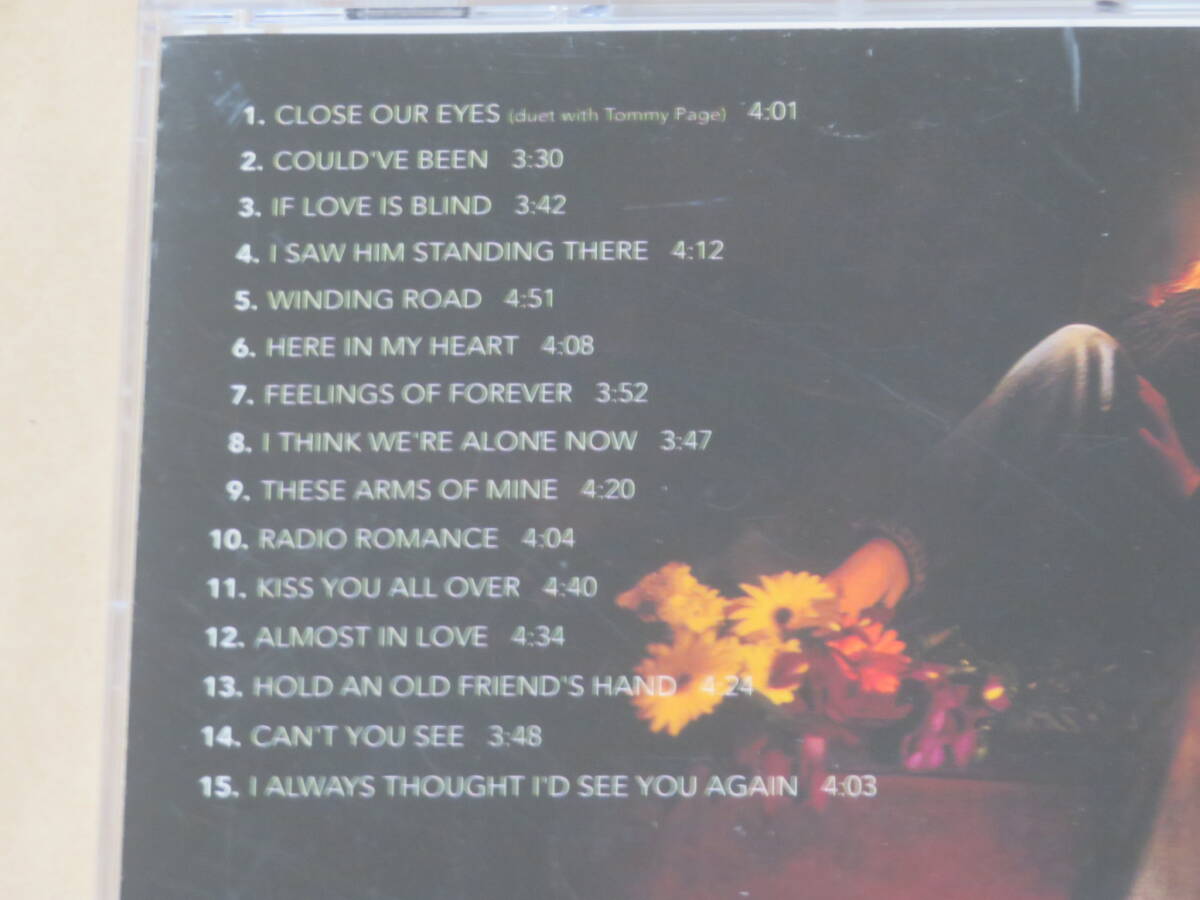 1. CLOSE OUR EYES (duet with Tommy Page) 4:01
2. COULD'VE BEEN 3:30
3. IF LOVE IS BLIND 3:42
4. I SAW HIM STANDING THERE 4:12
5. WINDING ROAD 4:51
6. HERE IN MY HEART 4:08
7. FEELINGS OF FOREVER 3:52
8. I THINK WE'RE ALONE NOW 3:47
9. THESE ARMS OF MINE 4:20
10. RADIO ROMANCE 4:04
11. KISS YOU ALL OVER 4:40
12. ALMOST IN LOVE 4:34
13. HOLD AN OLD FRIEND'S HAND 4:24
14. CAN'T YOU SEE 3:48
15. I ALWAYS THOUGHT I'D SEE YOU AGAIN 4:03